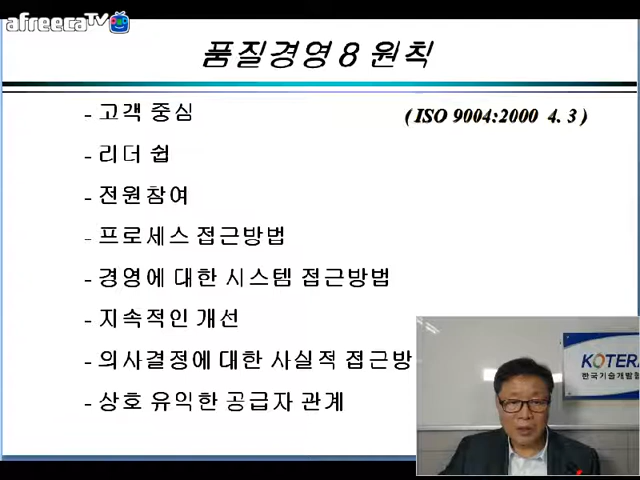 afreecaTV
품질경영 8 원칙
- 고객 중심
( ISO 9004:2000 4. 3 )
- 리더 쉽
- 전원참여
- 프로세스 접근방법
- 경영에 대한 시스템 접근방법
- 지속적인 개선
- 의사결정에 대한 사실적 접근방
- 상호 유익한 공급자 관계
KOTERA
한국기술개발